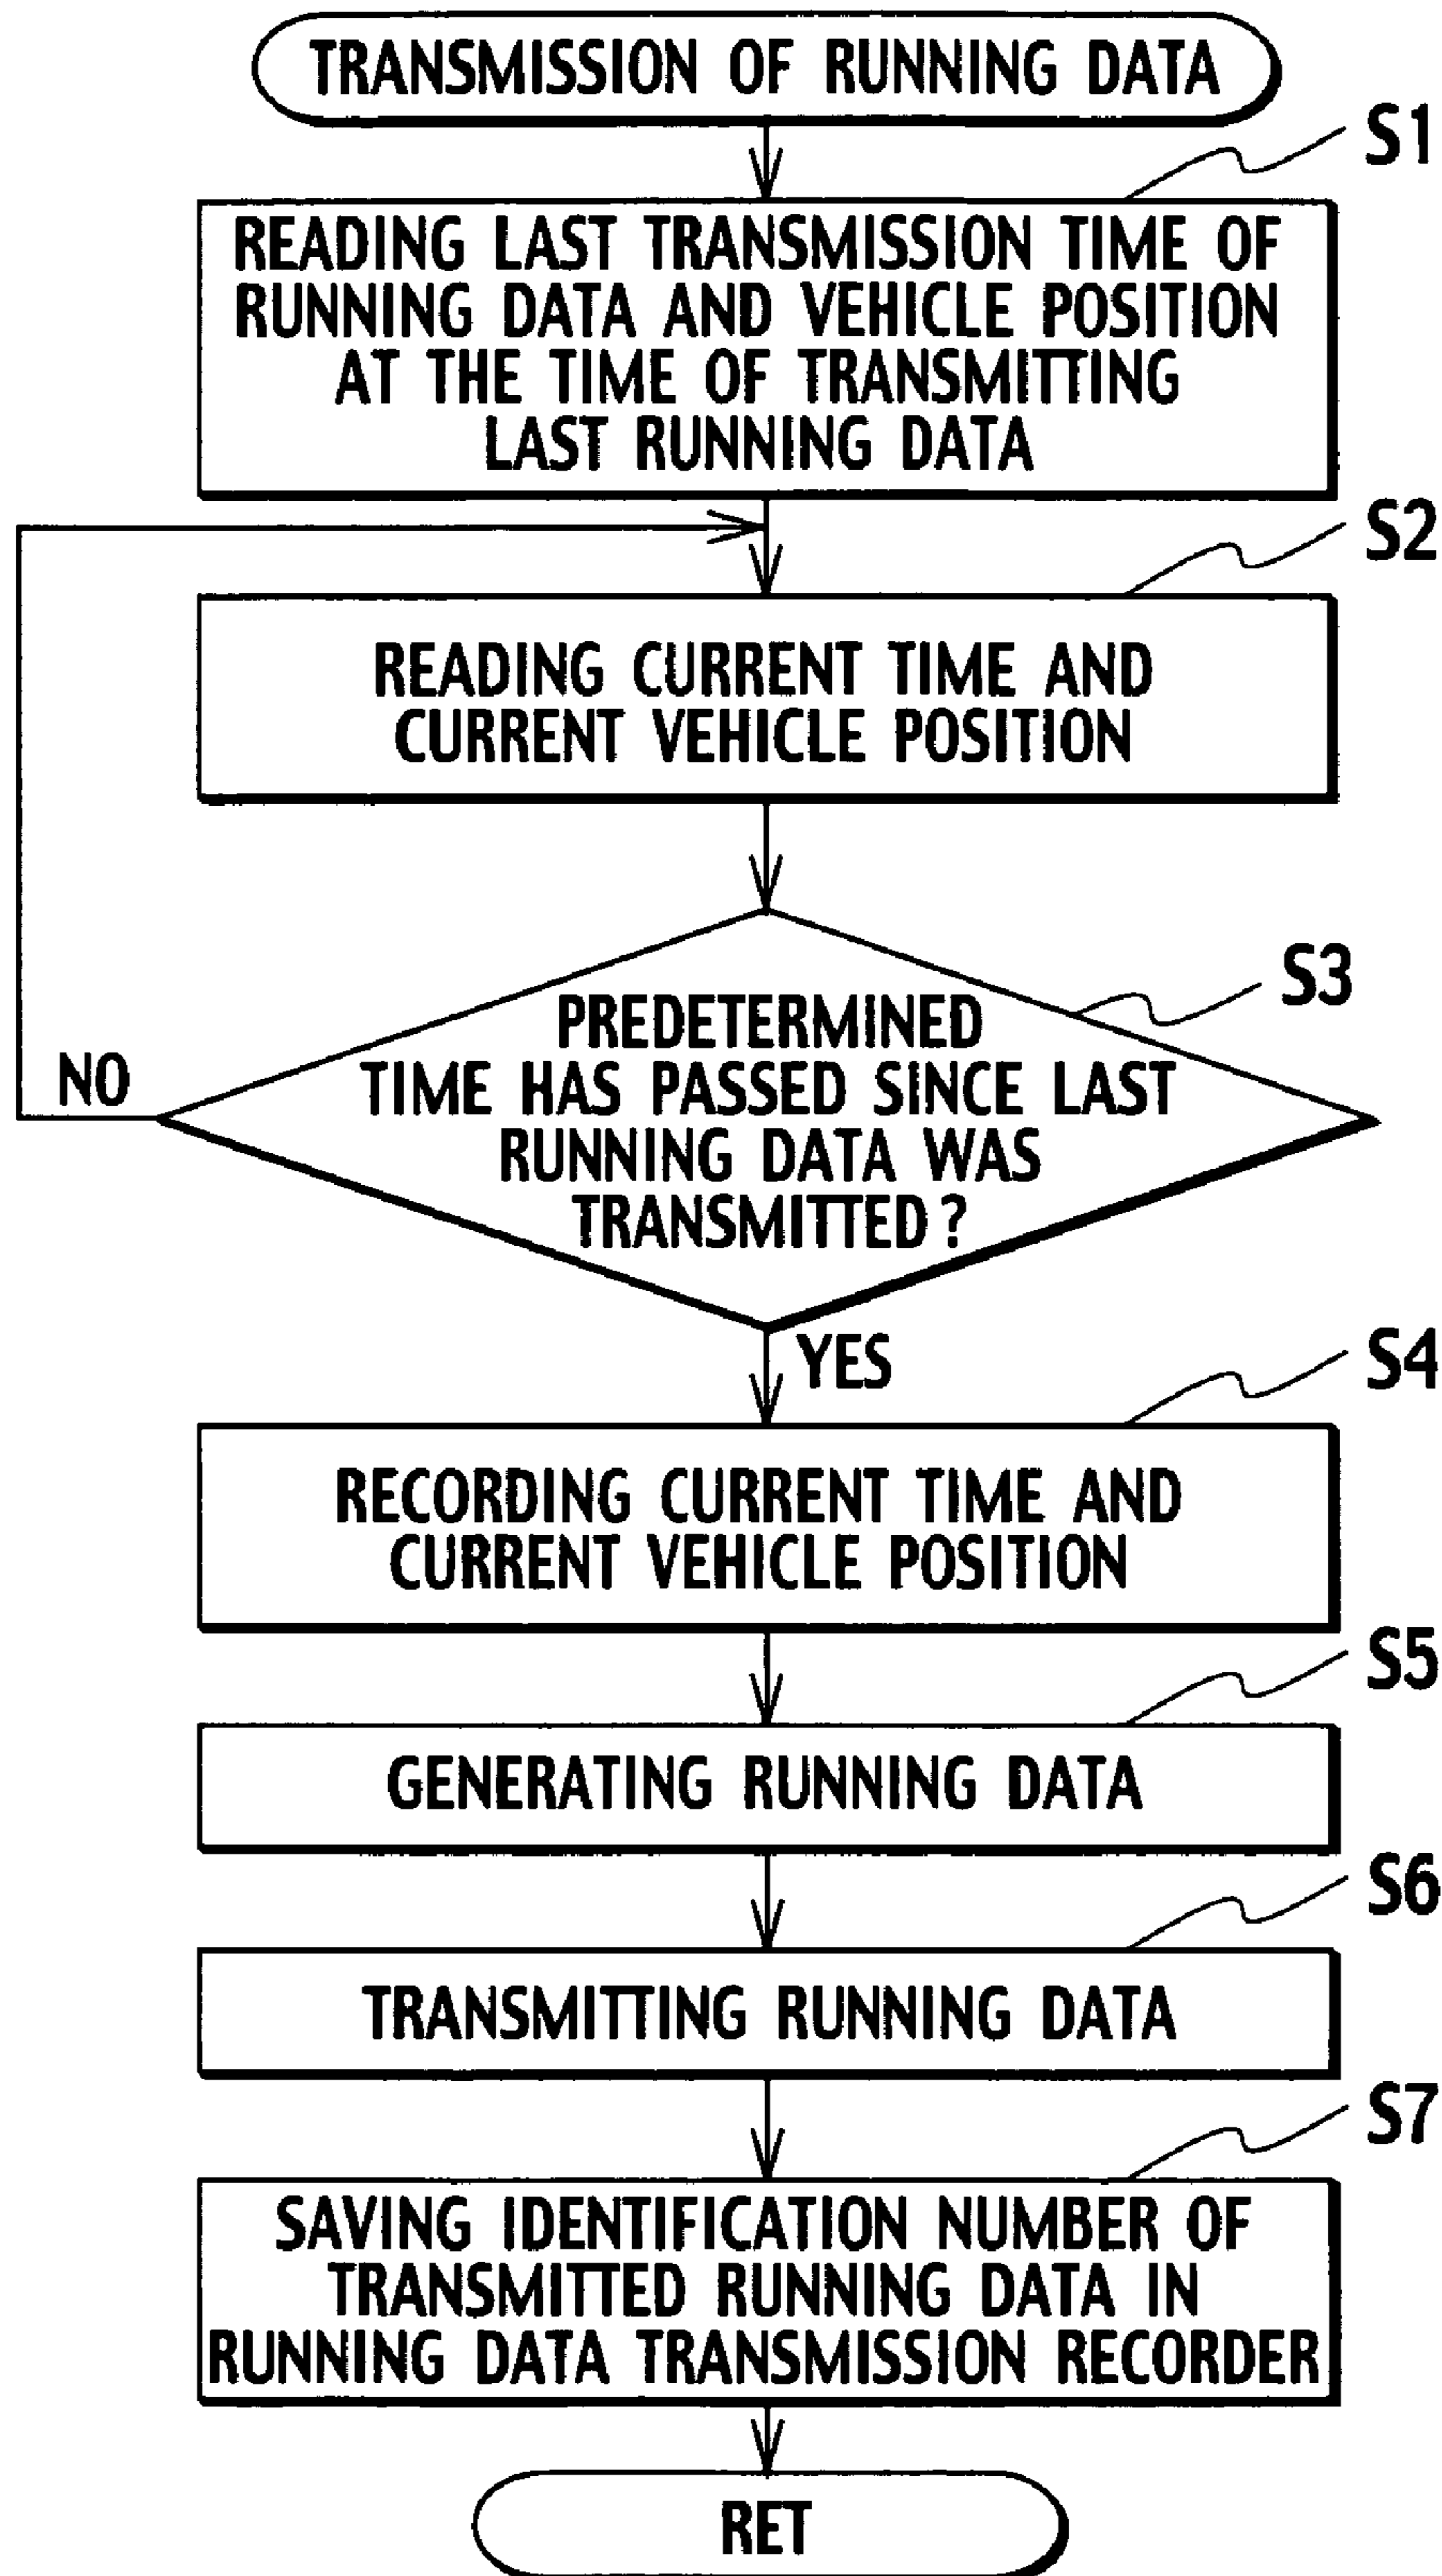 TRANSMISSION OF RUNNING DATA
S1
READING LAST TRANSMISSION TIME OF
RUNNING DATA AND VEHICLE POSITION
AT THE TIME OF TRANSMITTING
LAST RUNNING DATA
S2
READING CURRENT TIME AND
CURRENT VEHICLE POSITION
S3
PREDETERMINED
TIME HAS PASSED SINCE LAST
RUNNING DATA WAS
TRANSMITTED ?
NO
YES
S4
RECORDING CURRENT TIME AND
CURRENT VEHICLE POSITION
S5
GENERATING RUNNING DATA
S6
TRANSMITTING RUNNING DATA
S7
SAVING IDENTIFICATION NUMBER OF
TRANSMITTED RUNNING DATA IN
RUNNING DATA TRANSMISSION RECORDER
RET